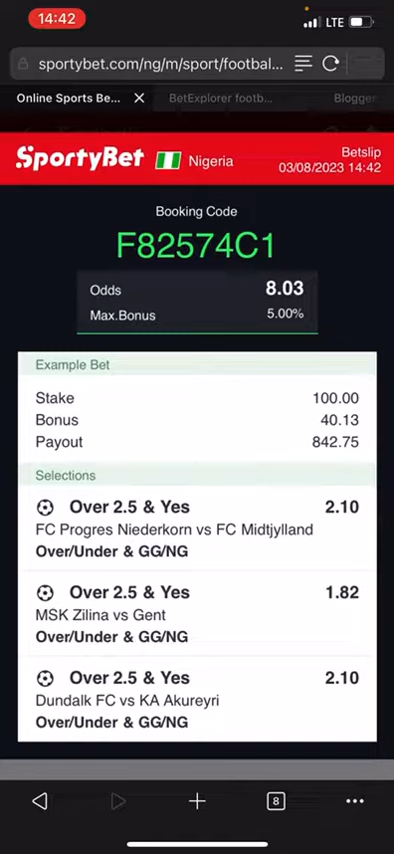 14:42
LTE
sportybet.com/ng/m/sport/footbal...
Online Sports Be... BetExplorer footb... Blogger
SportyBet Nigeria
Betslip
03/08/2023 14:42
Booking Code
F82574C1
Odds 8.03
Max.Bonus 5.00%
Example Bet
Stake 100.00
Bonus 40.13
Payout 842.75
Selections
Over 2.5 & Yes 2.10
FC Progres Niederkorn vs FC Midtjylland
Over/Under & GG/NG
Over 2.5 & Yes 1.82
MSK Zilina vs Gent
Over/Under & GG/NG
Over 2.5 & Yes 2.10
Dundalk FC vs KA Akureyri
Over/Under & GG/NG
8